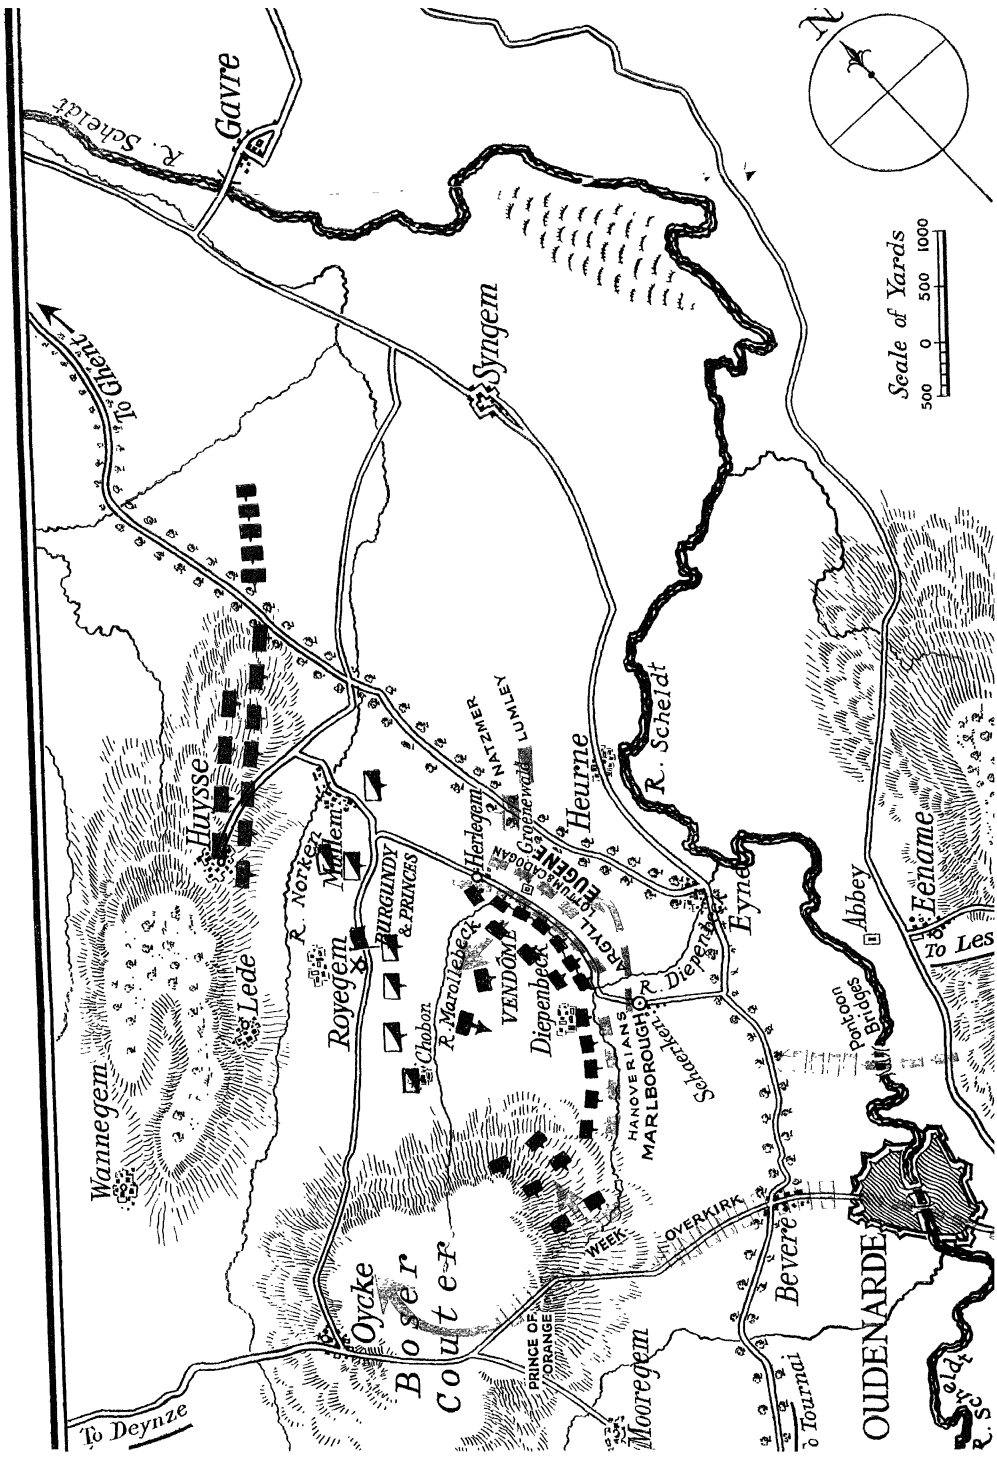 N
Gavre
R. Scheldt
To Ghent
Syngem
Scale of Yards
500 0 500 1000
Huysse
NATZMER
LUMLEY
R. Scheldt
Heurne
Groenewald
Herlegem
Mullem
R. Norken
CADOGAN
EUGENE
ARGYLL
BURGUNDY
& PRINCES
Royegem
Lede
Wannegem
R. Marollebeck
VENDÔME
Diepenbeck
Chobon
R. Diepenbeck
Eyne
Abbey
Eename
To Les
Pontoon
Bridges
HANOVERIANS
MARLBOROUGH
Schaerken
OVERKIRK
WEEK
Bevere
OUDENARDE
Oycke
Boser
Couter
PRINCE OF
ORANGE
Mooregem
To Deynze
o Tournai
R. Scheldt